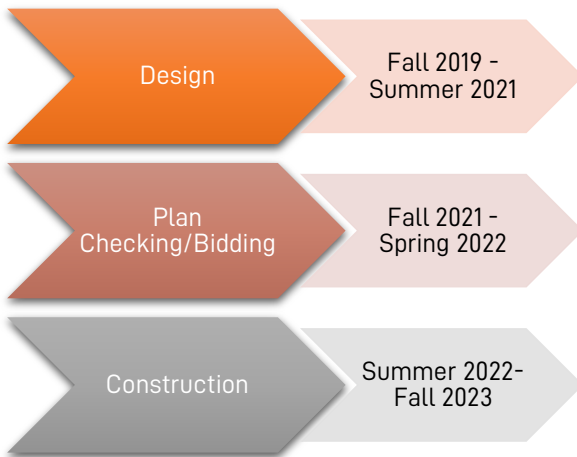 Design
Fall 2019 -
Summer 2021
Plan
Checking/Bidding
Fall 2021 -
Spring 2022
Construction
Summer 2022-
Fall 2023